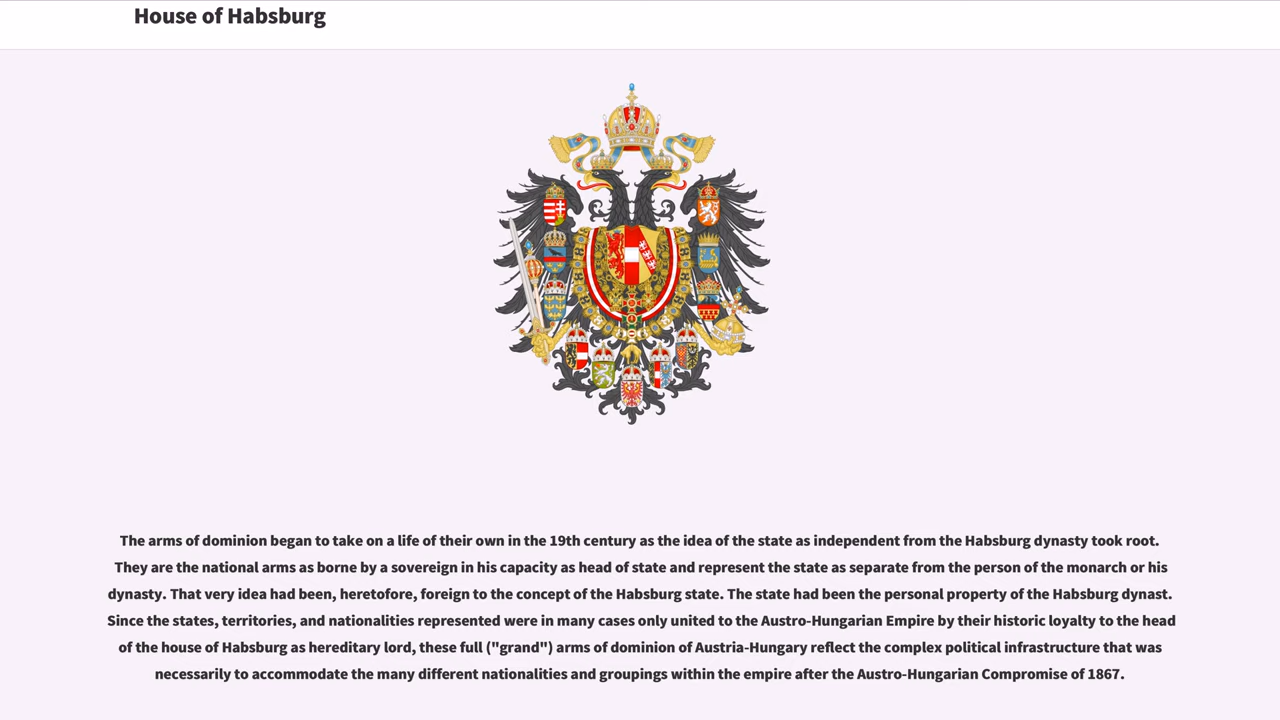 House of Habsburg
The arms of dominion began to take on a life of their own in the 19th century as the idea of the state as independent from the Habsburg dynasty took root.
They are the national arms as borne by a sovereign in his capacity as head of state and represent the state as separate from the person of the monarch or his
dynasty. That very idea had been, heretofore, foreign to the concept of the Habsburg state. The state had been the personal property of the Habsburg dynast.
Since the states, territories, and nationalities represented were in many cases only united to the Austro-Hungarian Empire by their historic loyalty to the head
of the house of Habsburg as hereditary lord, these full ("grand") arms of dominion of Austria-Hungary reflect the complex political infrastructure that was
necessarily to accommodate the many different nationalities and groupings within the empire after the Austro-Hungarian Compromise of 1867.